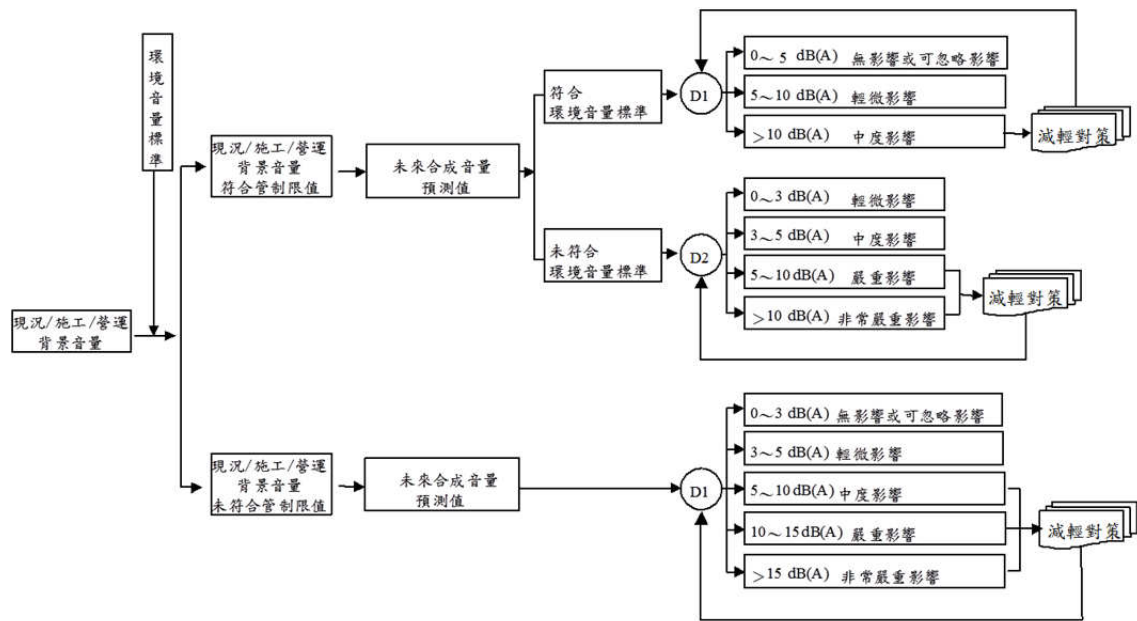 環
境
音
量
標
準
現況/施工/營運
背景音量
現況/施工/營運
背景音量
符合管制限值
未來合成音量
預測值
符合
環境音量標準
D1
0~5 dB(A) 無影響或可忽略影響
5~10 dB(A) 輕微影響
>10 dB(A) 中度影響
減輕對策
未符合
環境音量標準
D2
0~3 dB(A) 輕微影響
3~5 dB(A) 中度影響
5~10dB(A) 嚴重影響
>10 dB(A) 非常嚴重影響
減輕對策
現況/施工/營運
背景音量
未符合管制限值
未來合成音量
預測值
D1
0~3 dB(A) 無影響或可忽略影響
3~5 dB(A) 輕微影響
5~10dB(A) 中度影響
10~15dB(A) 嚴重影響
>15 dB(A) 非常嚴重影響
減輕對策